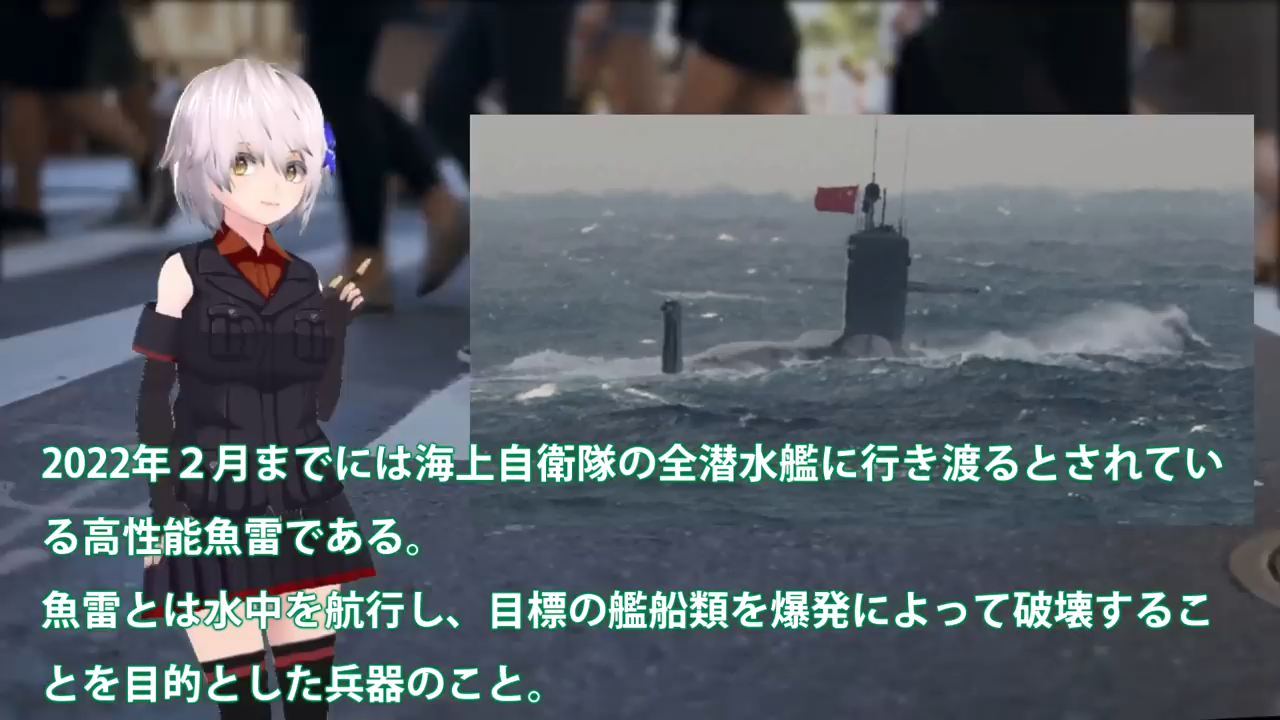 2022年２月までには海上自衛隊の全潜水艦に行き渡るとされてい
る高性能魚雷である。
魚雷とは水中を航行し、目標の艦船類を爆発によって破壊するこ
とを目的とした兵器のこと。